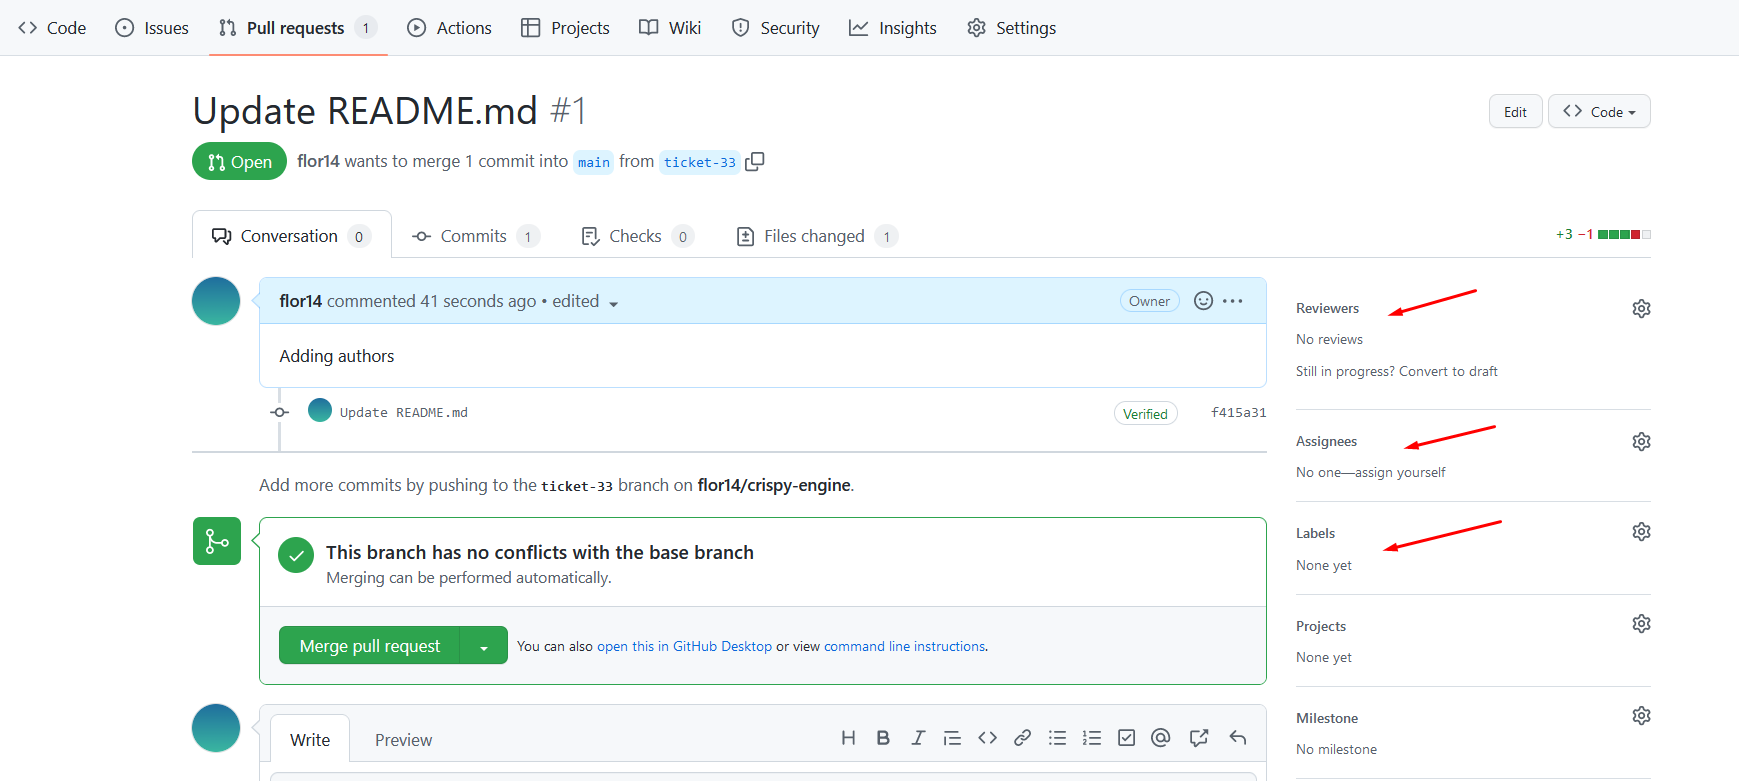 Code Issues Pull requests 1 Actions Projects Wiki Security Insights Settings
Update README.md #1
Edit Code
Open flor14 wants to merge 1 commit into main from ticket-33
Conversation 0 Commits 1 Checks 0 Files changed 1
+3 −1
flor14 commented 41 seconds ago • edited Owner
Adding authors
Update README.md Verified f415a31
Add more commits by pushing to the ticket-33 branch on flor14/crispy-engine.
This branch has no conflicts with the base branch
Merging can be performed automatically.
Merge pull request You can also open this in GitHub Desktop or view command line instructions.
Write Preview
Reviewers
No reviews
Still in progress? Convert to draft
Assignees
No one—assign yourself
Labels
None yet
Projects
None yet
Milestone
No milestone